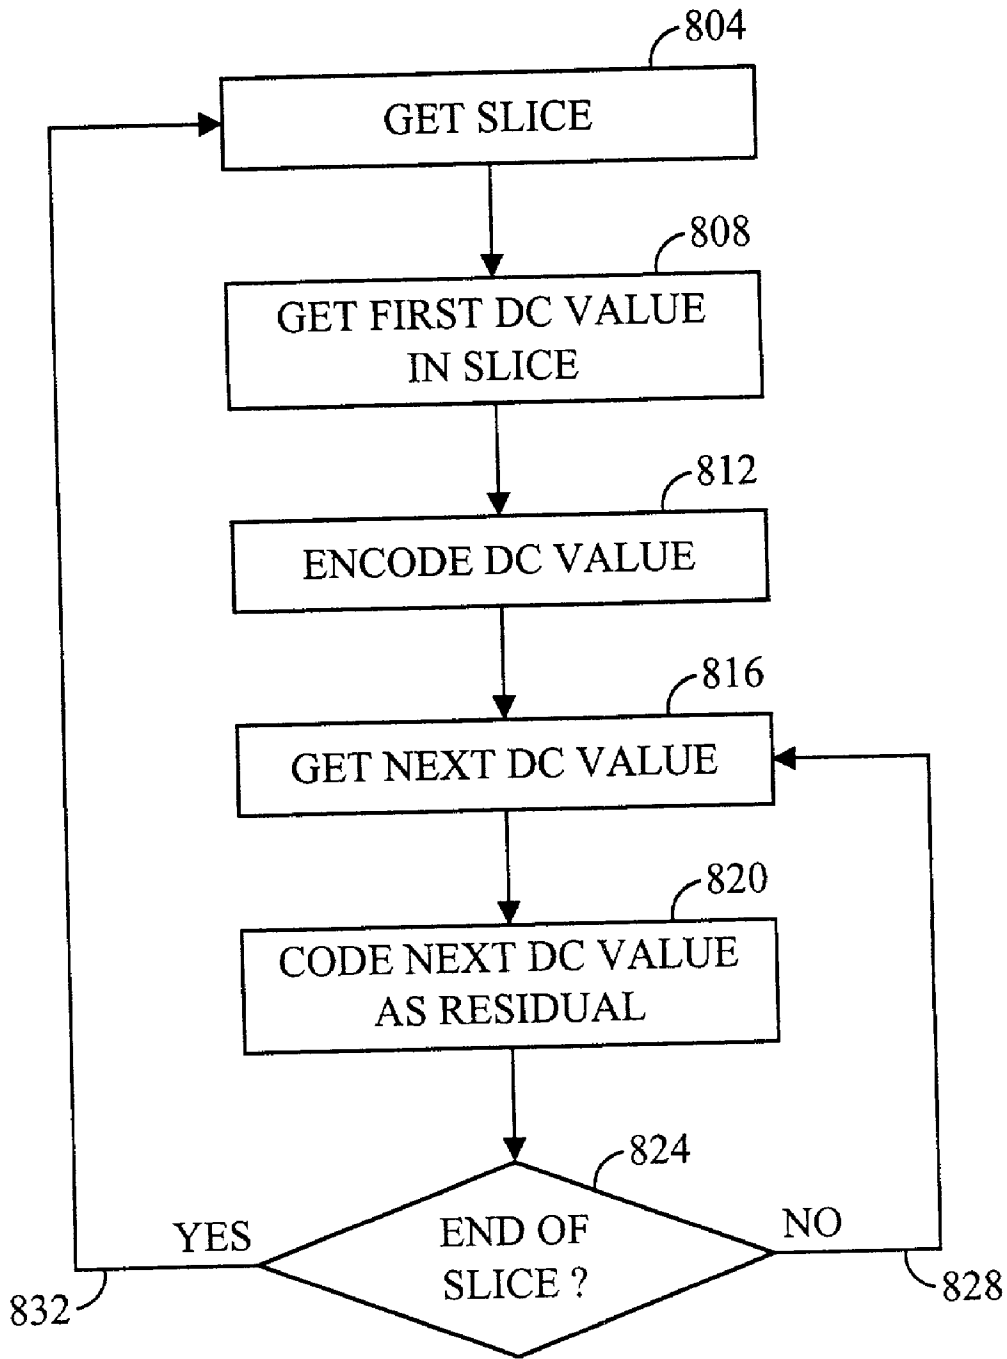 804
GET SLICE
808
GET FIRST DC VALUE
IN SLICE
812
ENCODE DC VALUE
816
GET NEXT DC VALUE
820
CODE NEXT DC VALUE
AS RESIDUAL
824
YES
END OF
SLICE ?
NO
832
828